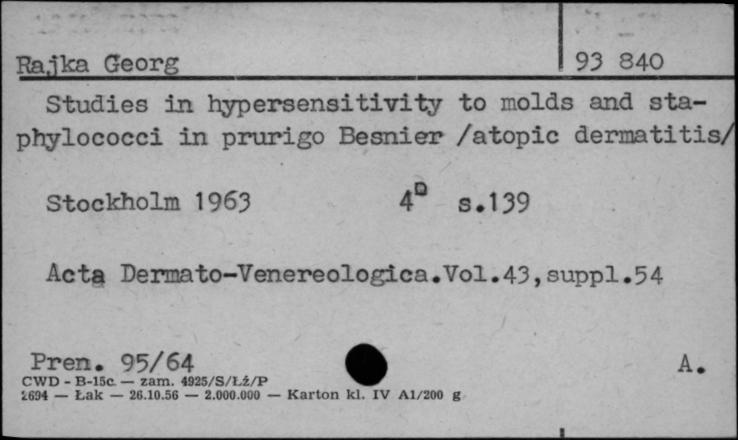 Rajka Georg 93 840
Studies in hypersensitivity to molds and sta-
phylococci in prurigo Besnier /atopic dermatitis/
Stockholm 1963 4° s.139
Acta Dermato-Venereologica.Vol.43,suppl.54
Pren. 95/64 A.
CWD - B-15c. — zam. 4925/S/Łź/P
2694 — Łak — 26.10.56 — 2.000.000 — Karton kl. IV A1/200 g